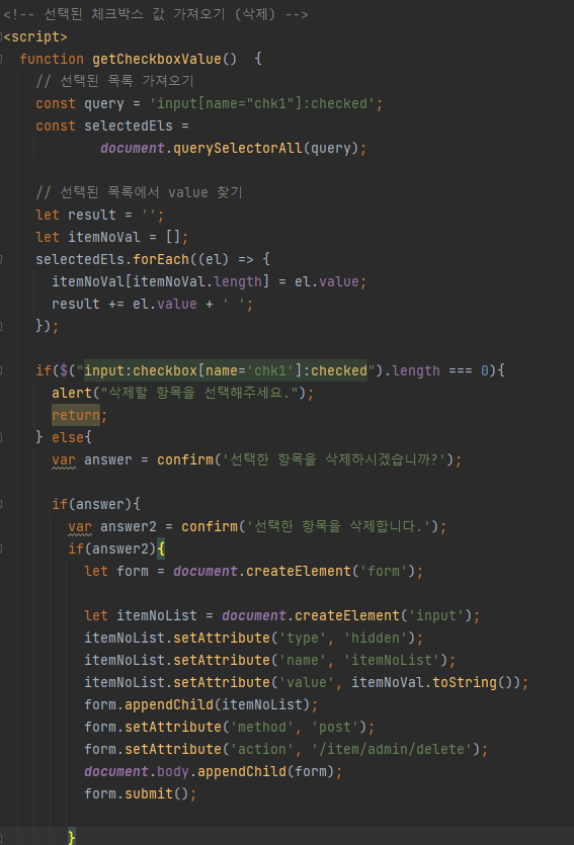 <!-- 선택된 체크박스 값 가져오기 (삭제) -->
<script>
function getCheckboxValue()  {
// 선택된 목록 가져오기
const query = 'input[name="chk1"]:checked';
const selectedEls =
document.querySelectorAll(query);
// 선택된 목록에서 value 찾기
let result = '';
let itemNoVal = [];
selectedEls.forEach((el) => {
itemNoVal[itemNoVal.length] = el.value;
result += el.value + ' ';
});
if($("input:checkbox[name='chk1']:checked").length === 0){
alert("삭제할 항목을 선택해주세요.");
return;
} else{
var answer = confirm('선택한 항목을 삭제하시겠습니까?');
if(answer){
var answer2 = confirm('선택한 항목을 삭제합니다.');
if(answer2){
let form = document.createElement('form');
let itemNoList = document.createElement('input');
itemNoList.setAttribute('type', 'hidden');
itemNoList.setAttribute('name', 'itemNoList');
itemNoList.setAttribute('value', itemNoVal.toString());
form.appendChild(itemNoList);
form.setAttribute('method', 'post');
form.setAttribute('action', '/item/admin/delete');
document.body.appendChild(form);
form.submit();
}